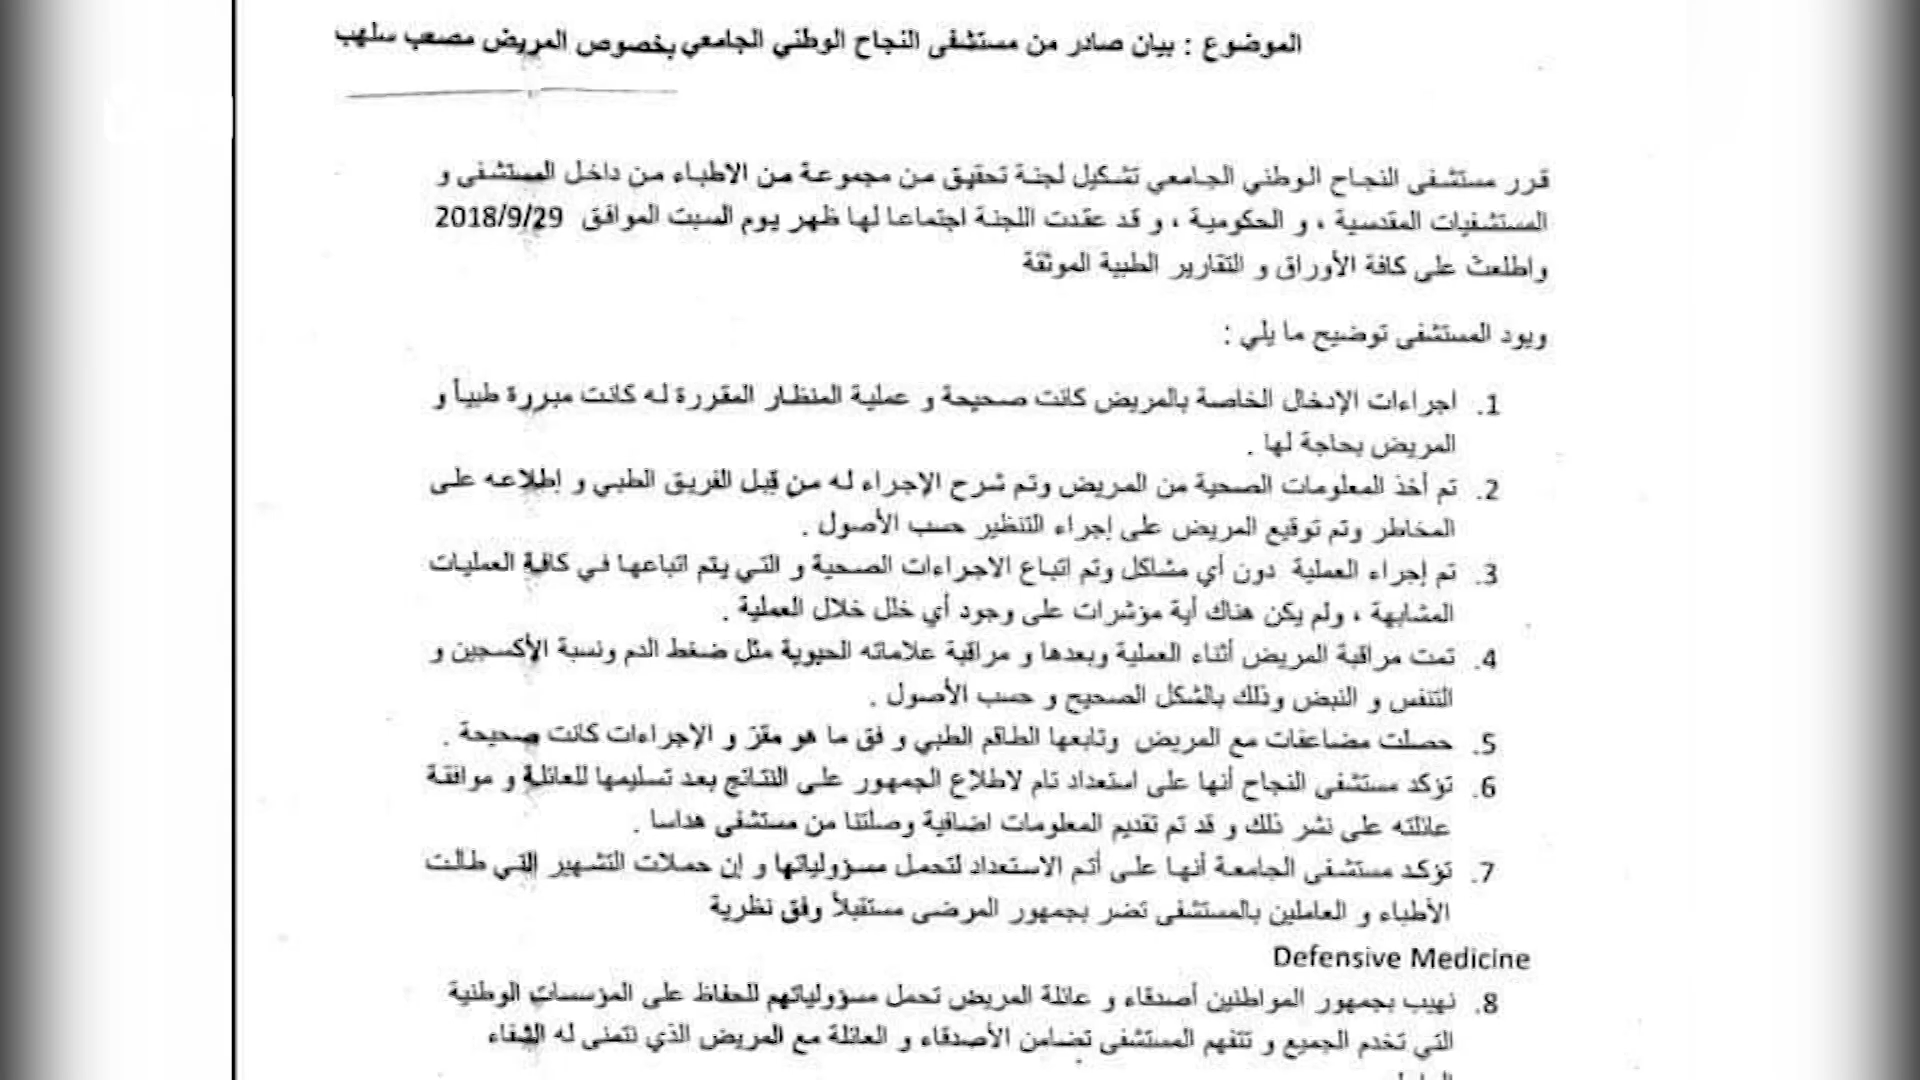 الموضوع : بيان صادر من مستشفى النجاح الوطني الجامعي بخصوص المريض مصعب سلهب
قرر مستشفى النجاح الوطني الجامعي تشكيل لجنة تحقيق من مجموعة من الاطباء من داخل المستشفى و
المستشفيات المقدسية ، و الحكومية ، و قد عقدت اللجنة اجتماعا لها ظهر يوم السبت الموافق 2018/9/29
واطلعت على كافة الأوراق و التقارير الطبية الموثقة
ويود المستشفى توضيح ما يلي :
1. اجراءات الإدخال الخاصة بالمريض كانت صحيحة و عملية المنظار المقررة له كانت مبررة طبياً و
المريض بحاجة لها .
2. تم أخذ المعلومات الصحية من المريض وتم شرح الإجراء له من قبل الفريق الطبي و إطلاعه على
المخاطر وتم توقيع المريض على إجراء التنظير حسب الأصول .
3. تم إجراء العملية دون أي مشاكل وتم اتباع الاجراءات الصحية و التي يتم اتباعها في كافة العمليات
المشابهة ، ولم يكن هناك أية مؤشرات على وجود أي خلل خلال العملية .
4. تمت مراقبة المريض أثناء العملية وبعدها و مراقبة علاماته الحيوية مثل ضغط الدم ونسبة الأكسجين و
التنفس و النبض وذلك بالشكل الصحيح و حسب الأصول .
5. حصلت مضاعفات مع المريض وتابعها الطاقم الطبي و فق ما هو مقرّ و الإجراءات كانت صحيحة .
6. تؤكد مستشفى النجاح أنها على استعداد تام لاطلاع الجمهور على النتائج بعد تسليمها للعائلة و موافقة
عائلته على نشر ذلك و قد تم تقديم المعلومات اضافية وصلتنا من مستشفى هداسا .
7. تؤكد مستشفى الجامعة أنها على أتم الاستعداد لتحمل مسؤولياتها و إن حملات التشهير التي طالت
الأطباء و العاملين بالمستشفى تضر بجمهور المرضى مستقبلاً وفق نظرية
Defensive Medicine
8. نهيب بجمهور المواطنين أصدقاء و عائلة المريض تحمل مسؤولياتهم للحفاظ على المؤسسات الوطنية
التي تخدم الجميع و تتفهم المستشفى تضامن الأصدقاء و العائلة مع المريض الذي نتمنى له الشفاء